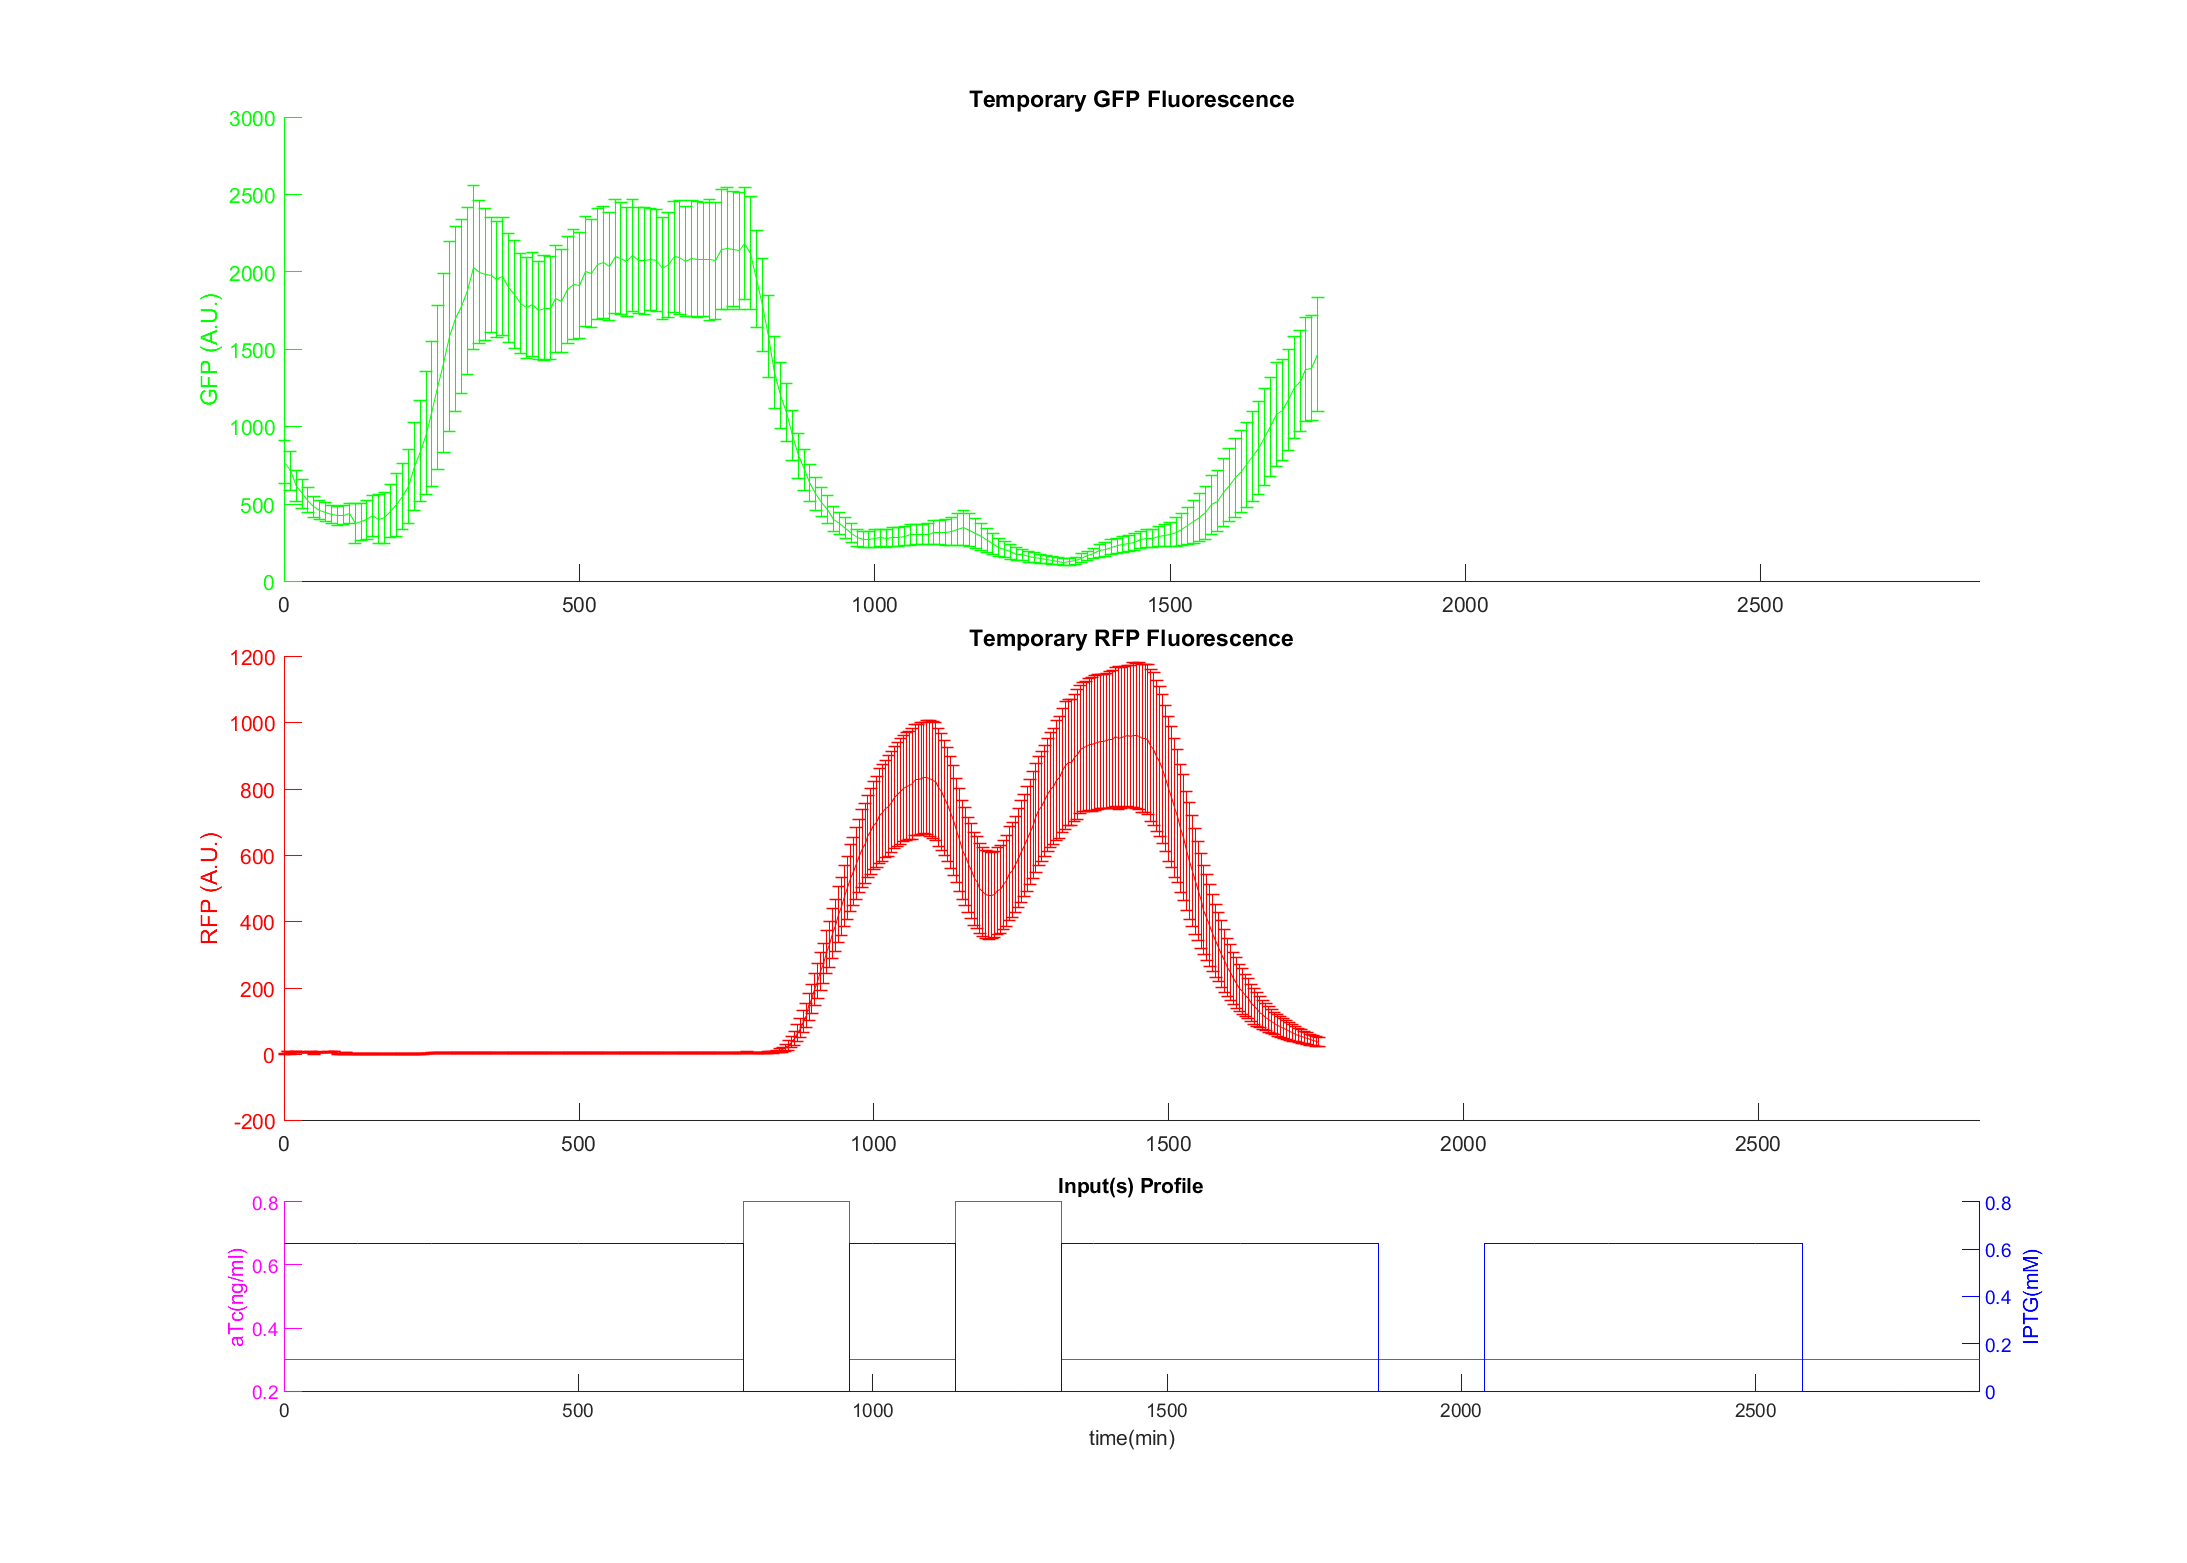 Temporary GFP Fluorescence
3000
2500
2000
1500
1000
500
0
GFP (A.U.)
0 500 1000 1500 2000 2500
Temporary RFP Fluorescence
1200
1000
800
600
400
200
0
-200
RFP (A.U.)
0 500 1000 1500 2000 2500
Input(s) Profile
0.8
0.6
0.4
0.2
aTc(ng/ml)
0.8
0.6
0.4
0.2
0
IPTG(mM)
0 500 1000 1500 2000 2500
time(min)